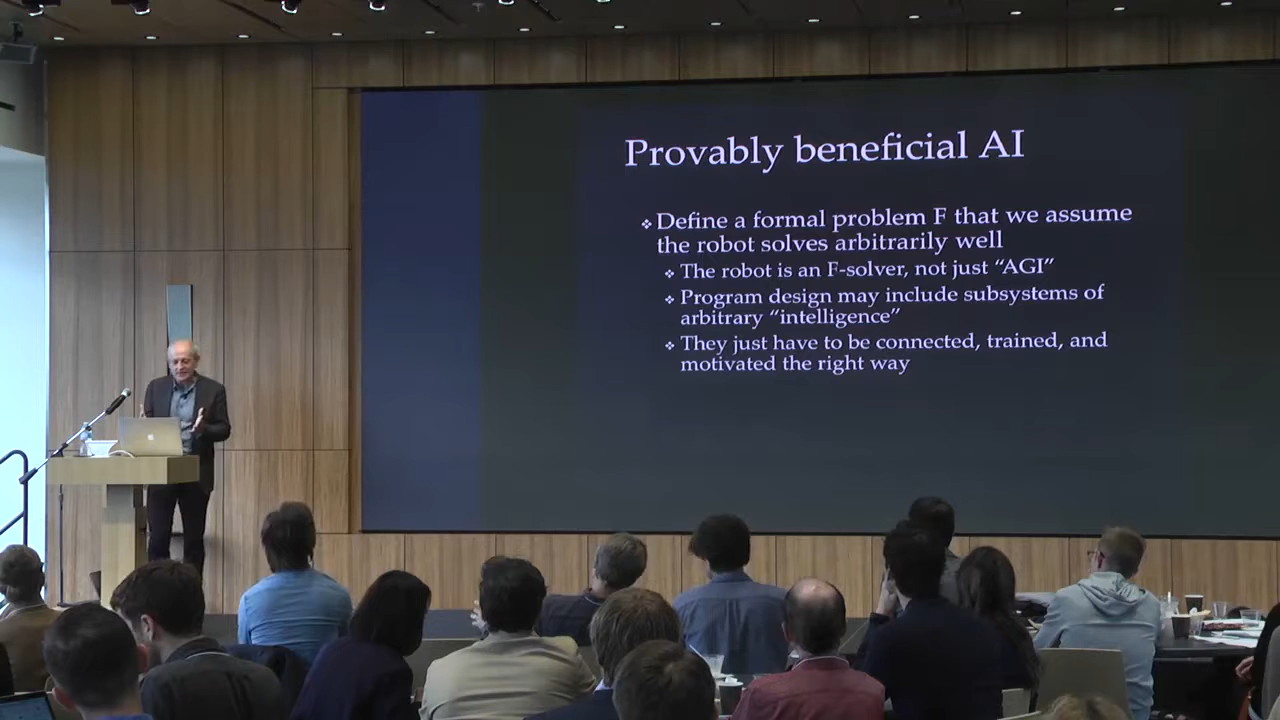 Provably beneficial AI
❖ Define a formal problem F that we assume
the robot solves arbitrarily well
❖ The robot is an F-solver, not just “AGI”
❖ Program design may include subsystems of
arbitrary “intelligence”
❖ They just have to be connected, trained, and
motivated the right way